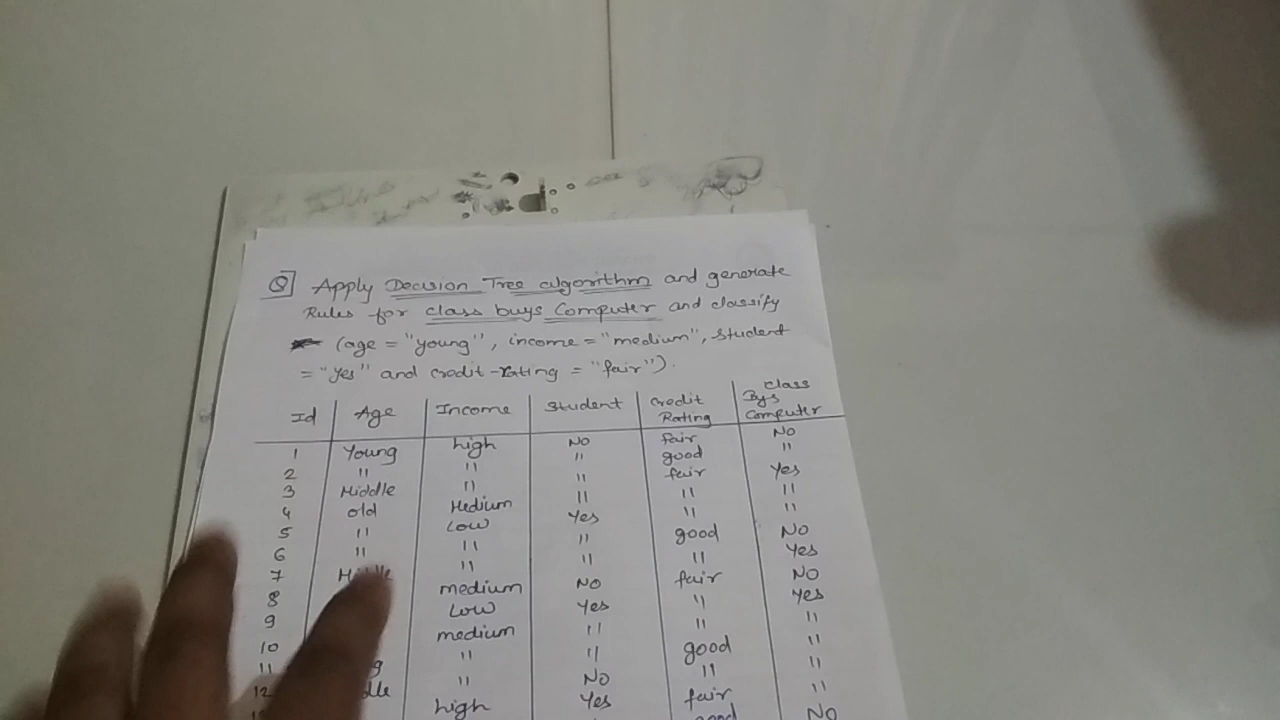 Q] Apply Decision Tree algorithm and generate
Rules for class buys Computer and classify
(age = "young", income = "medium", student
= "yes" and credit-rating = "fair").
Id Age Income Student Credit Rating Class Buys Computer
1 Young high No fair No
2 " " " good "
3 Middle " " fair Yes
4 old Medium " " "
5 " Low Yes " "
6 " " " good No
7 " " " Yes
8 medium No fair No
9 Low Yes " Yes
10 medium " " "
11 " " good "
12 " No " "
high Yes fair "
good No